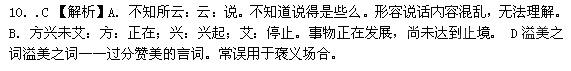 10. .C【解析】A. 不知所云：云：说。不知道说得是些么。形容说话内容混乱，无法理解。
B. 方兴未艾：方：正在；兴：兴起；艾：停止。事物正在发展，尚未达到止境。 D溢美之
词溢美之词一——过分赞美的言词。常误用于褒义场合。